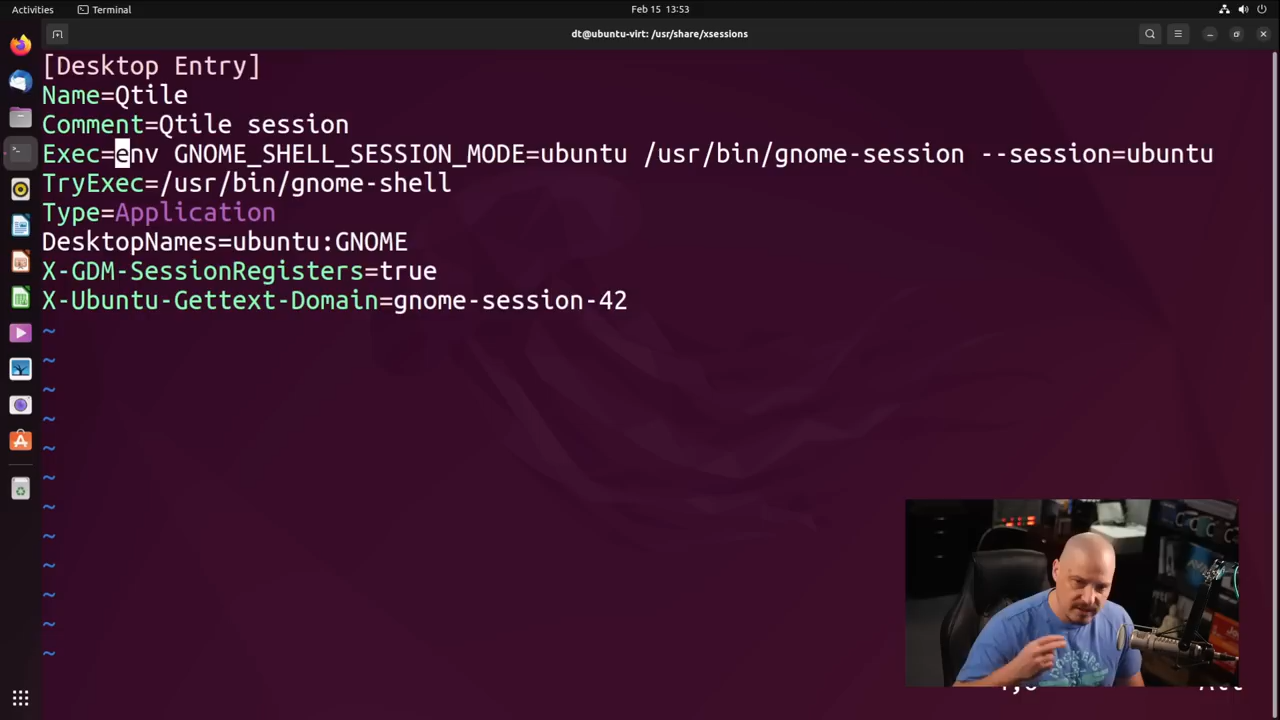 Activities
Terminal
Feb 15 13:53
dt@ubuntu-virt: /usr/share/xsessions
[Desktop Entry]
Name=Qtile
Comment=Qtile session
Exec=env GNOME_SHELL_SESSION_MODE=ubuntu /usr/bin/gnome-session --session=ubuntu
TryExec=/usr/bin/gnome-shell
Type=Application
DesktopNames=ubuntu:GNOME
X-GDM-SessionRegisters=true
X-Ubuntu-Gettext-Domain=gnome-session-42
~
~
~
~
~
~
~
~
~
~
~
~